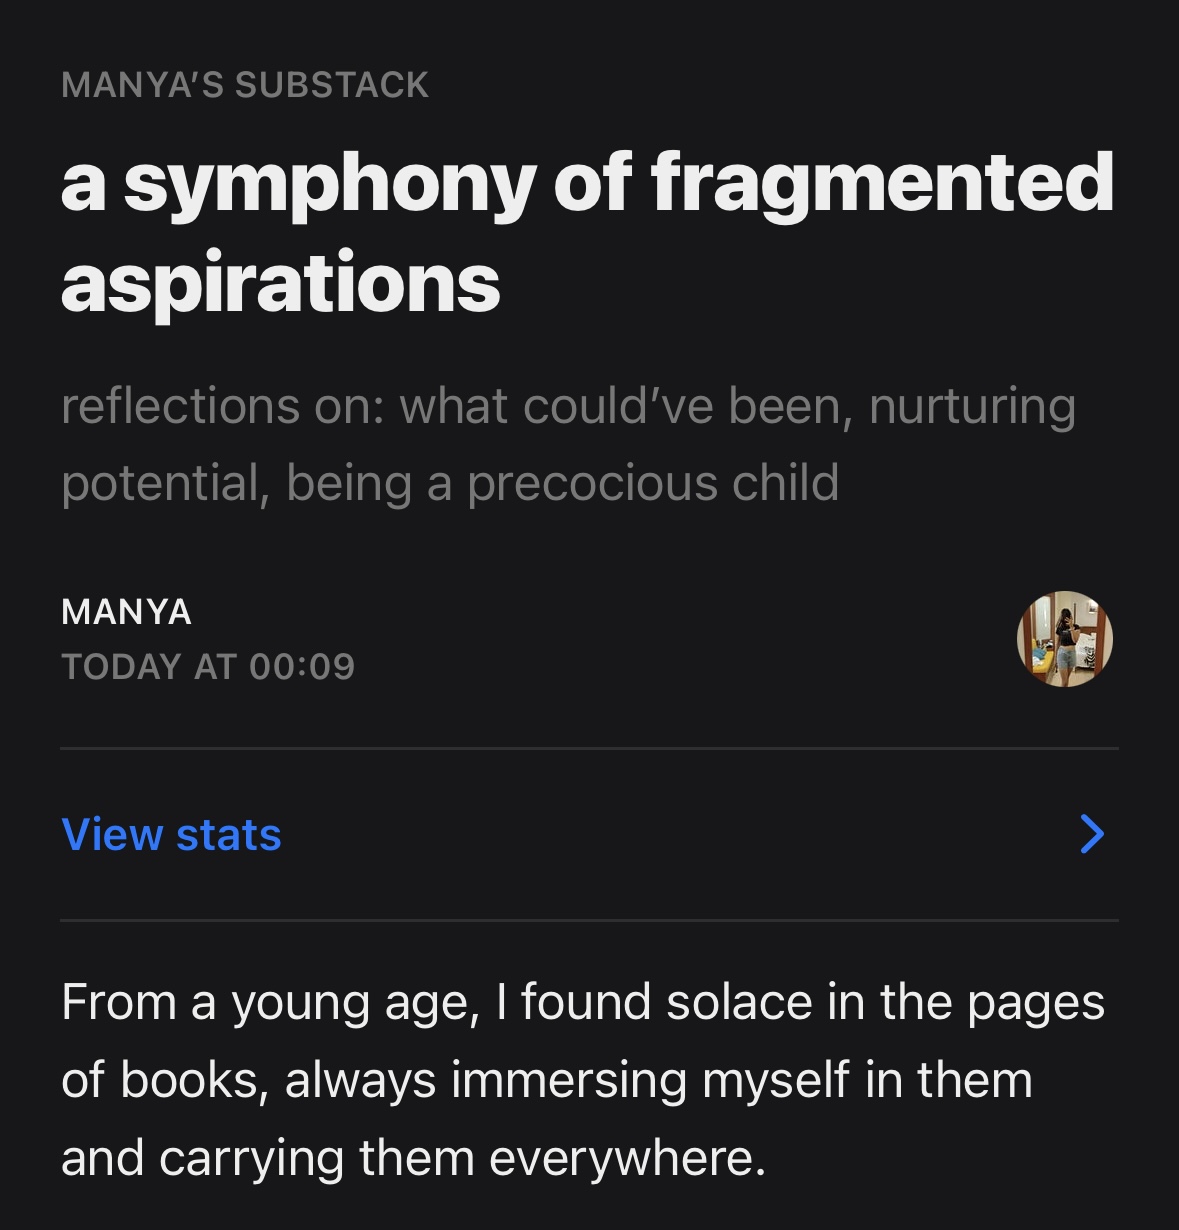 MANYA’S SUBSTACK
a symphony of fragmented
aspirations
reflections on: what could’ve been, nurturing
potential, being a precocious child
MANYA
TODAY AT 00:09
View stats
From a young age, I found solace in the pages
of books, always immersing myself in them
and carrying them everywhere.